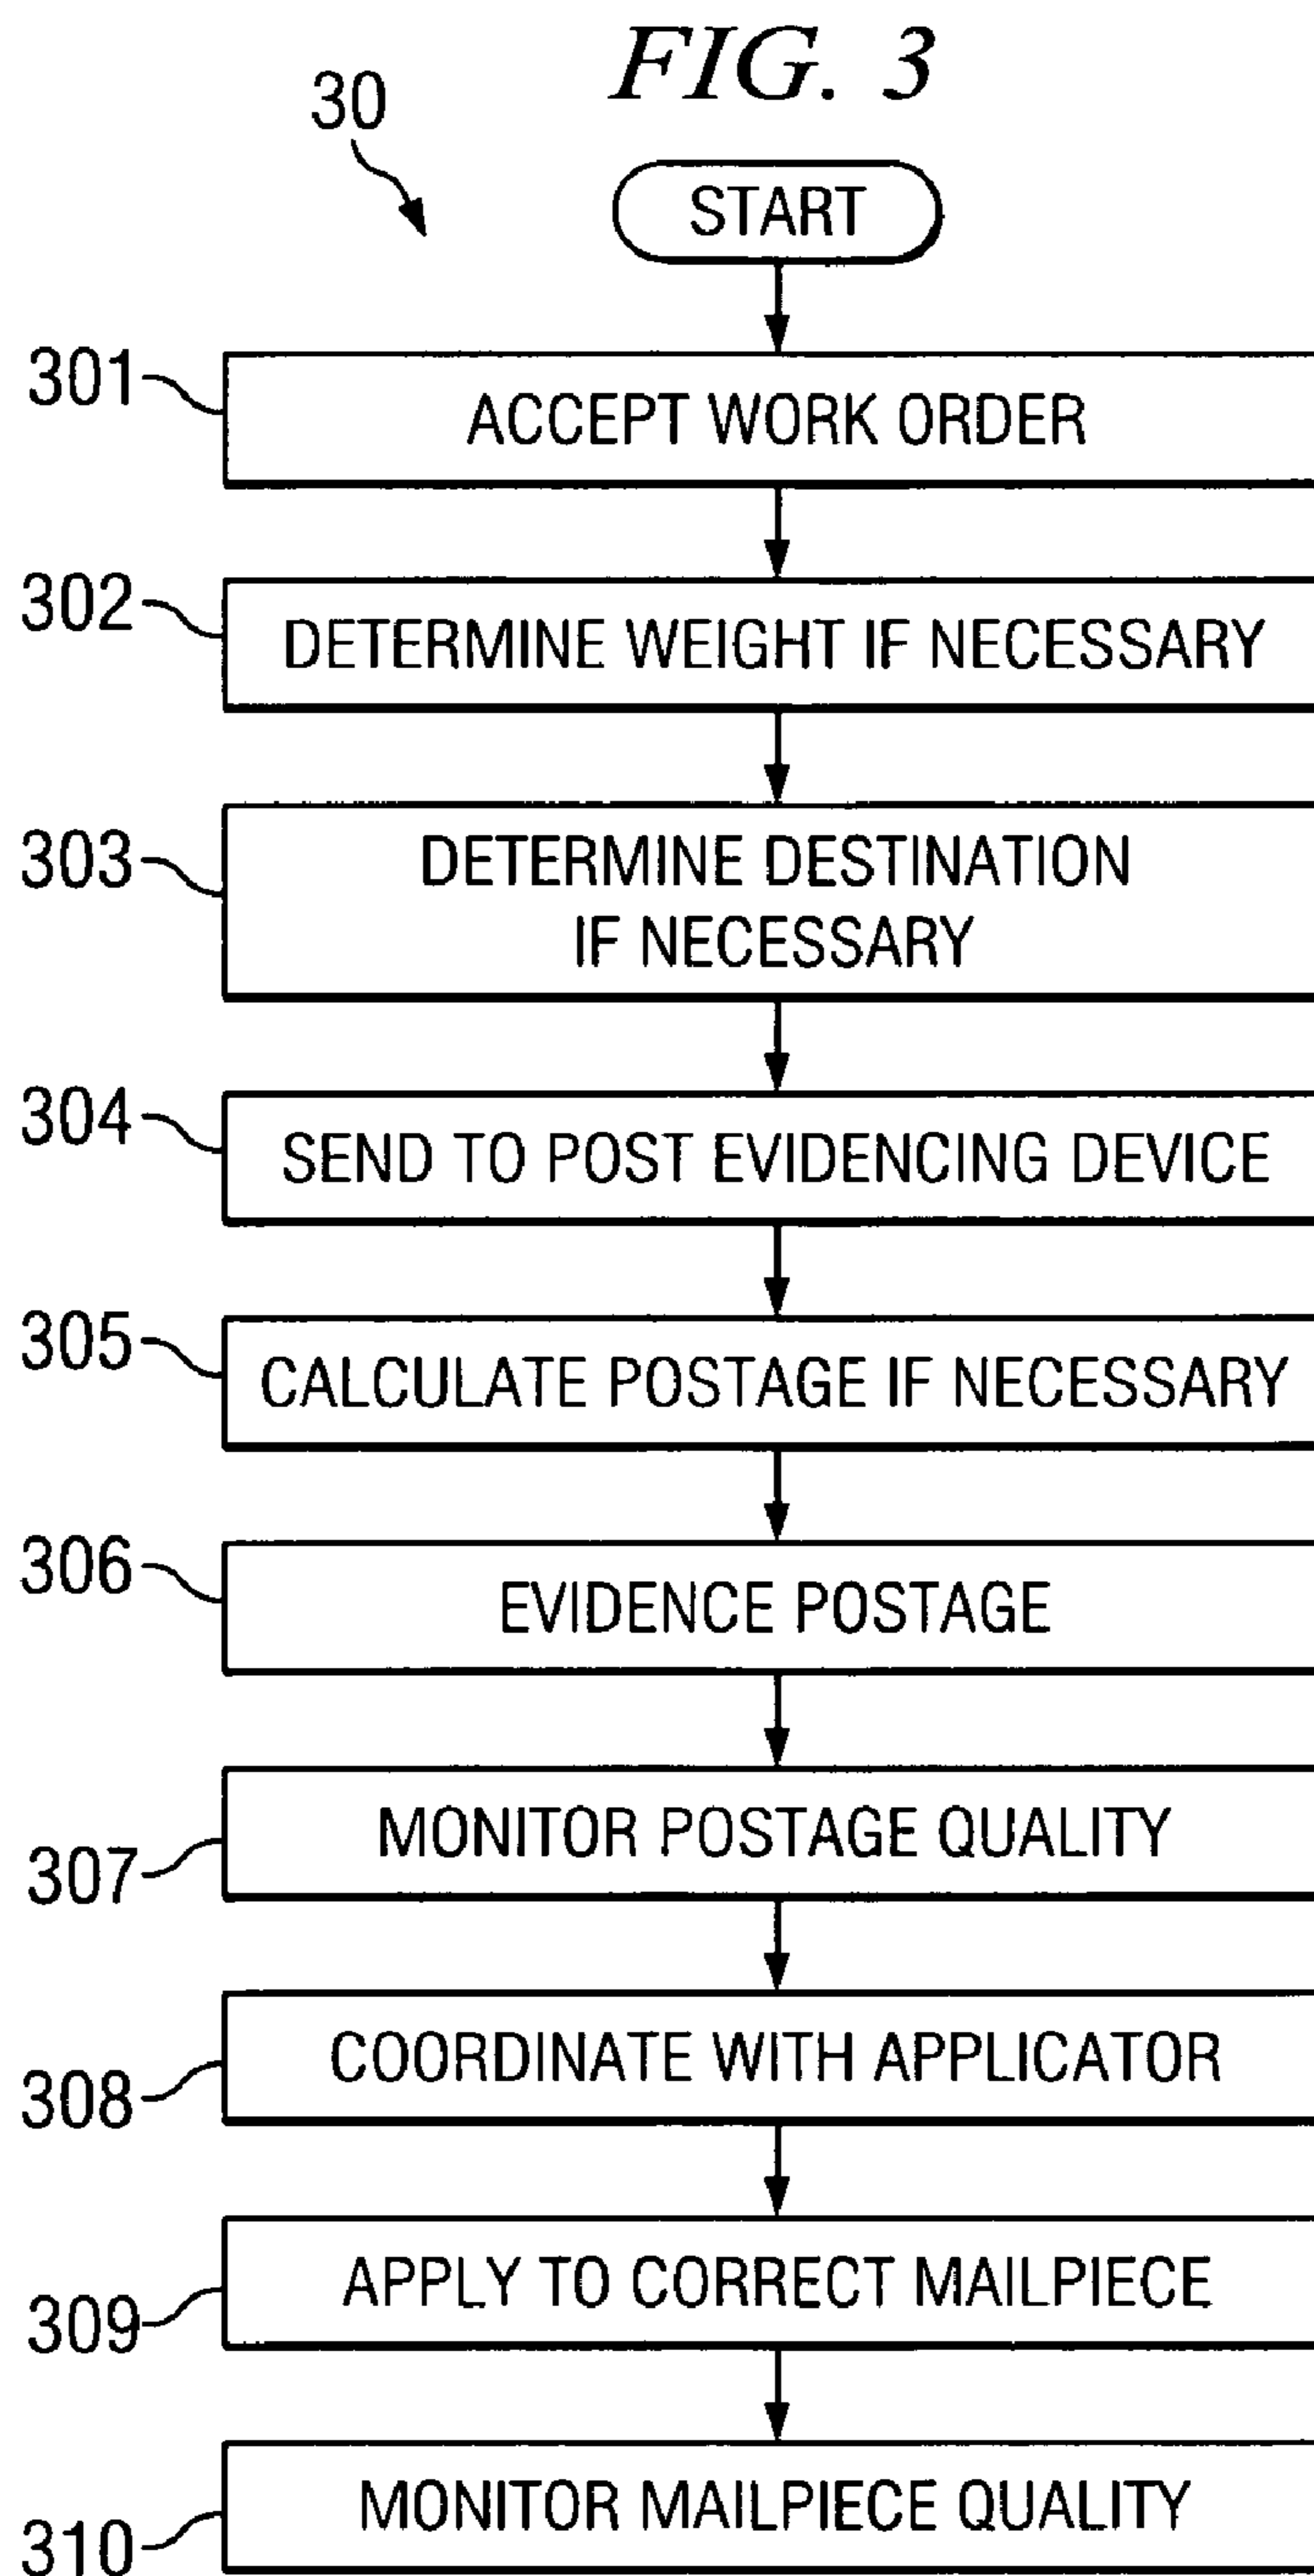 FIG. 3
30
START
301
ACCEPT WORK ORDER
302
DETERMINE WEIGHT IF NECESSARY
303
DETERMINE DESTINATION
IF NECESSARY
304
SEND TO POST EVIDENCING DEVICE
305
CALCULATE POSTAGE IF NECESSARY
306
EVIDENCE POSTAGE
307
MONITOR POSTAGE QUALITY
308
COORDINATE WITH APPLICATOR
309
APPLY TO CORRECT MAILPIECE
310
MONITOR MAILPIECE QUALITY